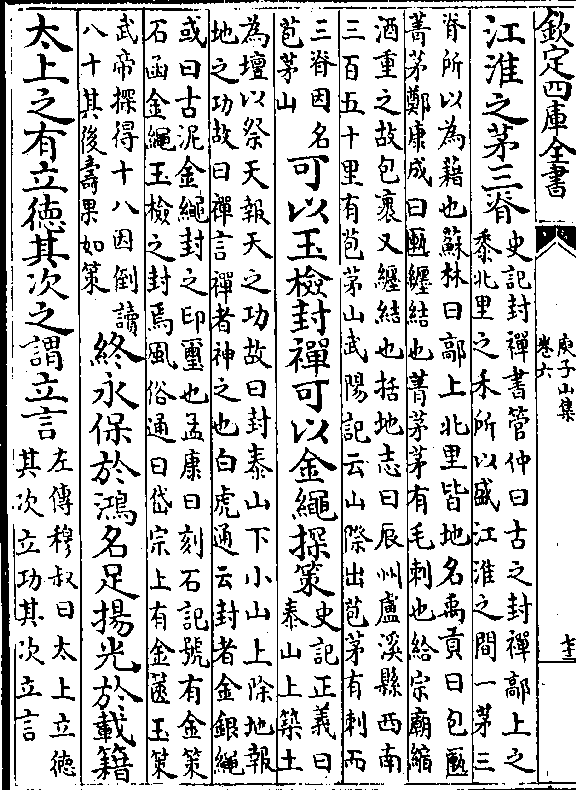 欽定四庫全書
庚子山集
卷六
江淮之茅三脊
史記封禪書管仲曰古之封禪鄗上之
黍北里之禾所以盛江淮之間一茅三
脊所以為藉也蘇林曰鄗上北里皆地名禹貢曰包匭
菁茅鄭康成曰匭纏結也菁茅茅有毛刺也給宗廟縮
酒重之故包裹又纏結也括地志曰辰州盧溪縣西南
三百五十里有苞茅山武陽記云山際出苞茅有刺而
三脊因名
苞茅山
可以玉檢封禪可以金繩探策
史記正義曰
泰山上築土
為壇以祭天報天之功故曰封泰山下小山上除地報
地之功故曰禪言禪者神之也白虎通云封者金銀繩
或曰古泥金繩封之印璽也孟康曰刻石記號有金策
石函金繩玉檢之封焉風俗通曰岱宗上有金篋玉策
武帝探得十八因倒讀
八十其後壽果如策
終永保於鴻名足揚光於載籍
太上之有立德其次之謂立言
左傳穆叔曰太上立德
其次立功其次立言